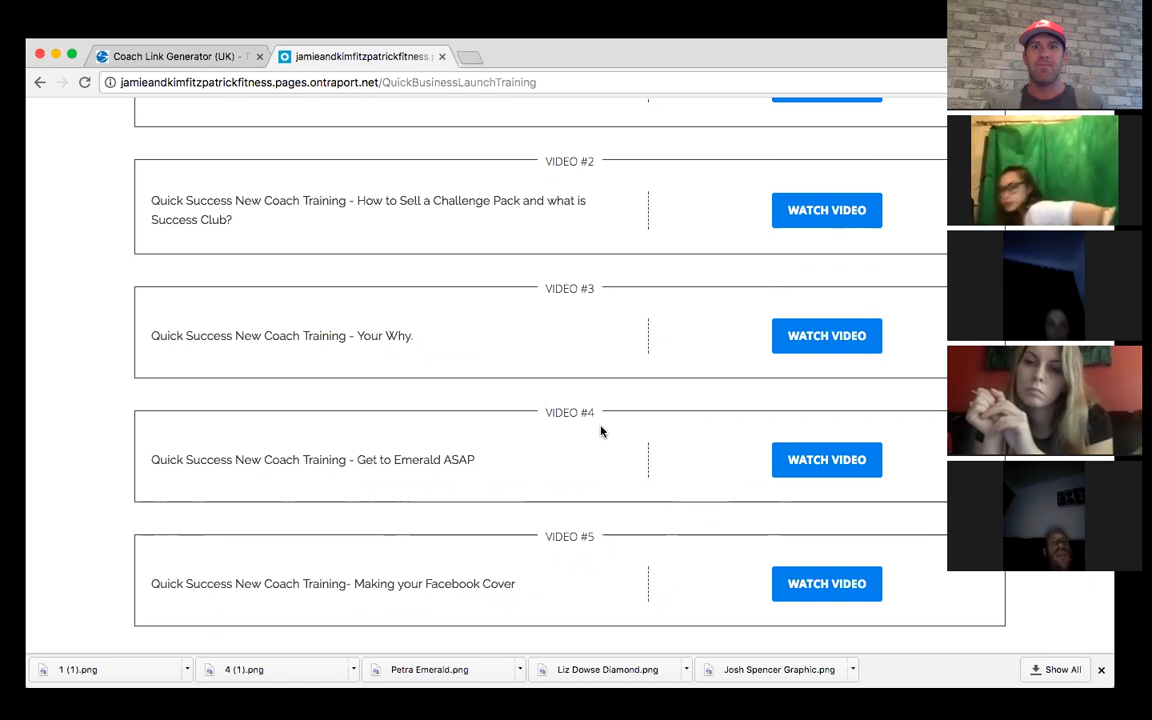 Coach Link Generator (UK) - T
jamieandkimfitzpatrickfitness.
jamieandkimfitzpatrickfitness.pages.ontraport.net/QuickBusinessLaunchTraining
VIDEO #2
Quick Success New Coach Training - How to Sell a Challenge Pack and what is
Success Club?
WATCH VIDEO
VIDEO #3
Quick Success New Coach Training - Your Why.
WATCH VIDEO
VIDEO #4
Quick Success New Coach Training - Get to Emerald ASAP
WATCH VIDEO
VIDEO #5
Quick Success New Coach Training- Making your Facebook Cover
WATCH VIDEO
1 (1).png
4 (1).png
Petra Emerald.png
Liz Dowse Diamond.png
Josh Spencer Graphic.png
Show All